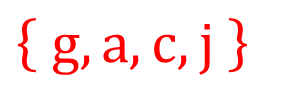 { g, a, c, j }